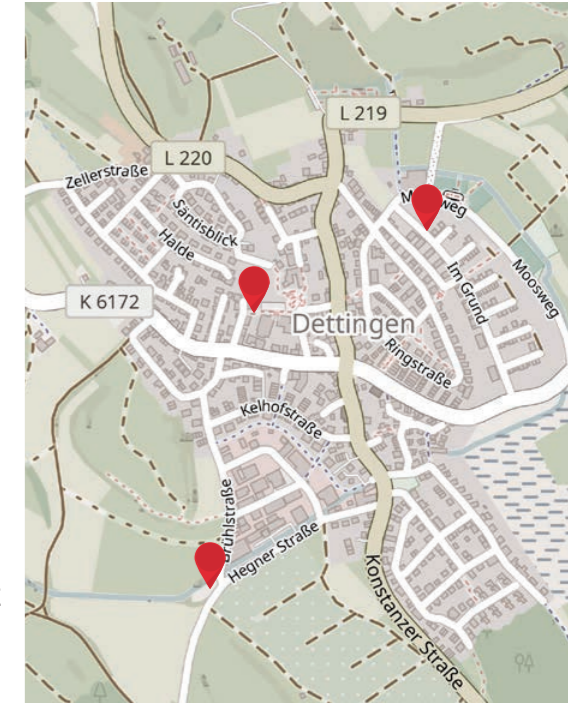 L 219
L 220
Zellerstraße
Säntisblick
Halde
Moosweg
Im Grund
K 6172
Dettingen
Ringstraße
Kelhofstraße
Brühlstraße
Hegner Straße
Konstanzer Straße